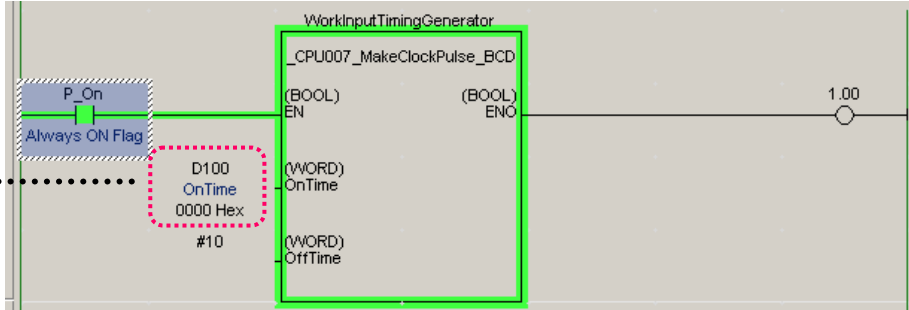 WorkInputTimingGenerator
_CPU007_MakeClockPulse_BCD
P_On
Always ON Flag
(BOOL)
EN
(BOOL)
ENO
1.00
D100
OnTime
0000 Hex
(WORD)
OnTime
#10
(WORD)
OffTime